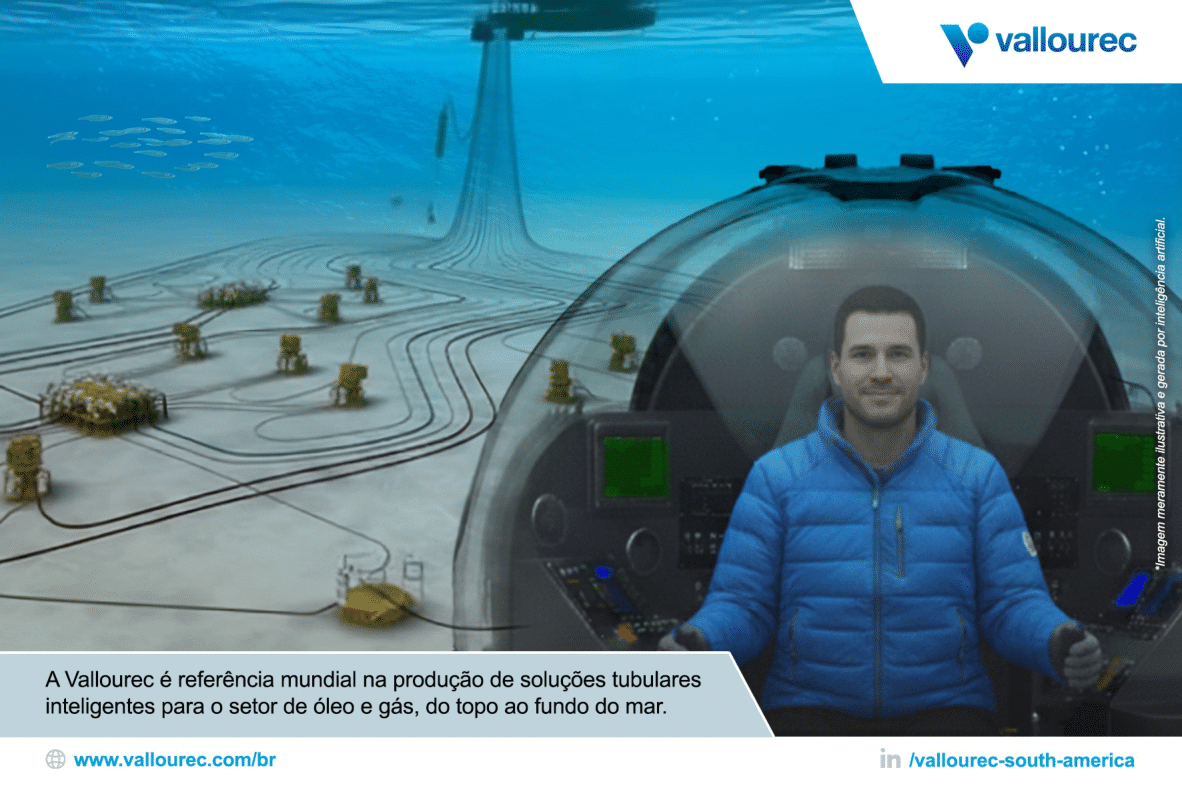 vallourec
*Imagem meramente ilustrativa e gerada por inteligência artificial.
A Vallourec é referência mundial na produção de soluções tubulares
inteligentes para o setor de óleo e gás, do topo ao fundo do mar.
www.vallourec.com/br
in /vallourec-south-america